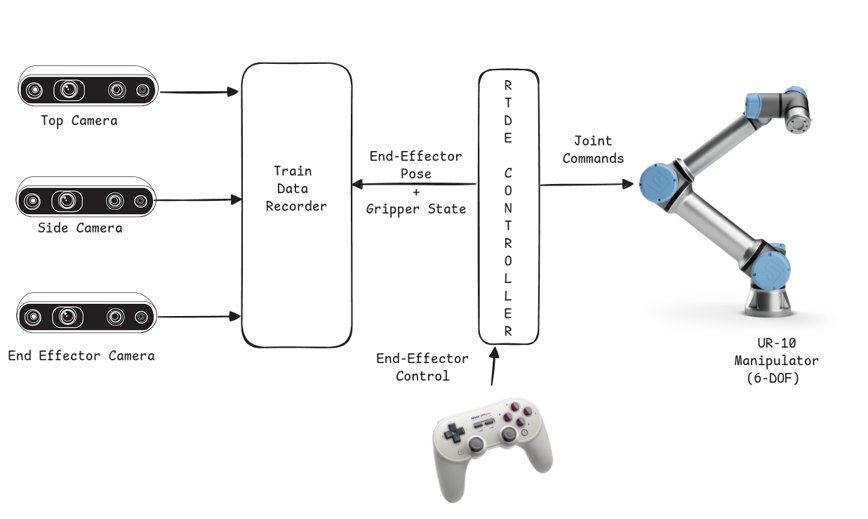 Top Camera
Side Camera
End Effector Camera
Train
Data
Recorder
End-Effector
Pose
+
Gripper State
RTDE CONTROLLER
End-Effector
Control
Joint
Commands
UR-10
Manipulator
(6-DOF)